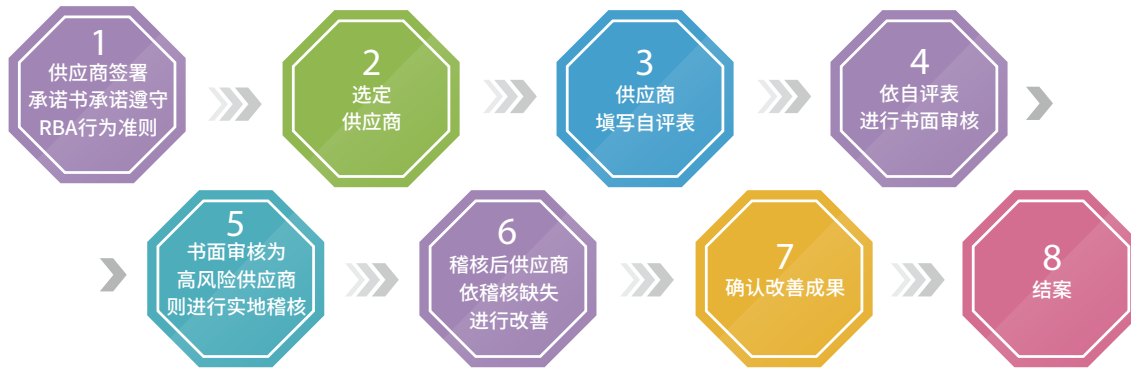 1
供应商签署
承诺书承诺遵守
RBA行为准则
2
选定
供应商
3
供应商
填写自评表
4
依自评表
进行书面审核
5
书面审核为
高风险供应商
则进行实地稽核
6
稽核后供应商
依稽核缺失
进行改善
7
确认改善成果
8
结案